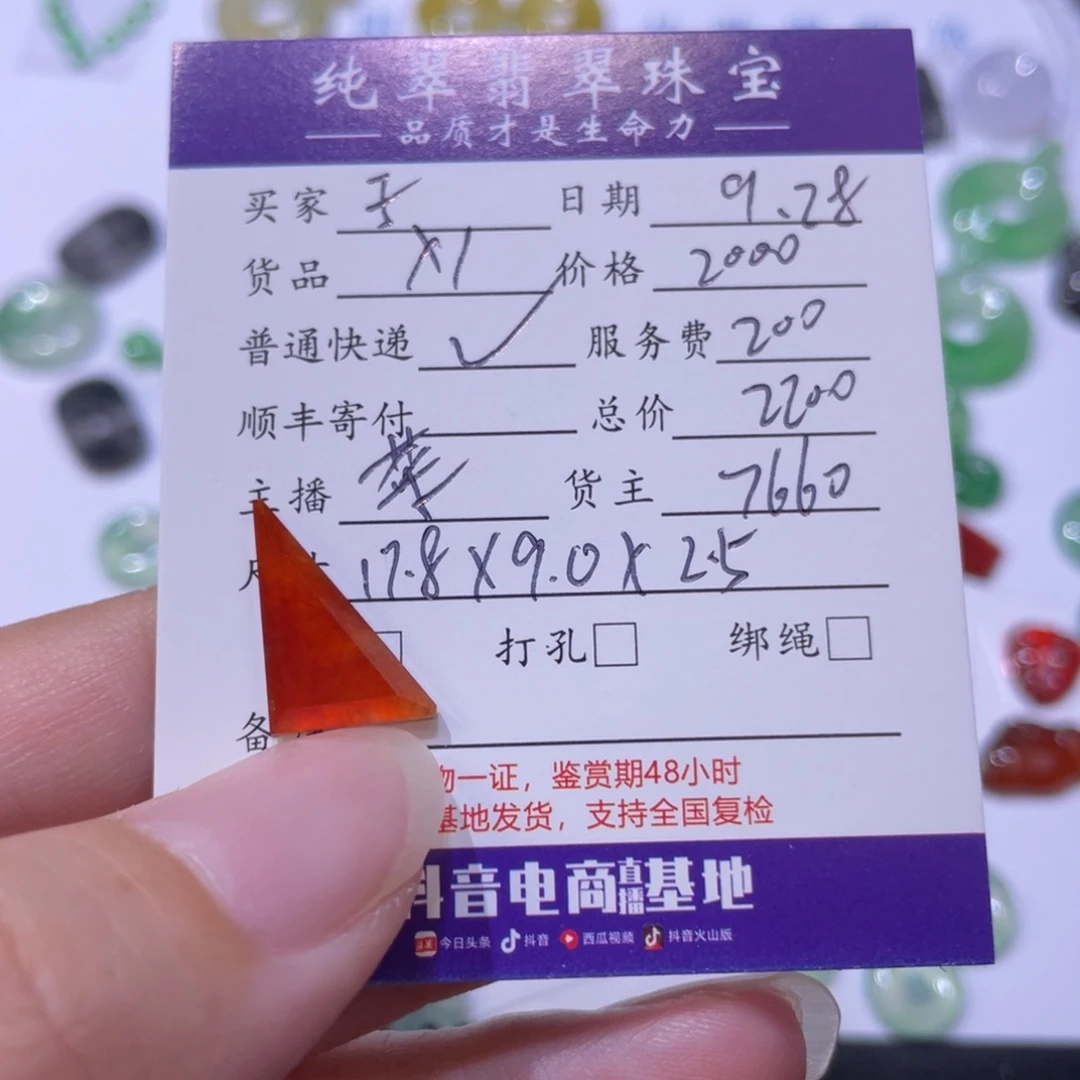 纯翠翡翠珠宝
品质才是生命力
买家 日期 9.28
货品 X1 价格 2000
普通快递 ✓ 服务费 200
顺丰寄付 总价 2200
主播 华 货主 7660
17.8X9.0X2.5
打孔 绑绳
备
物一证，鉴赏期48小时
基地发货，支持全国复检
抖音电商直播基地
今日头条 抖音 西瓜视频 抖音火山版